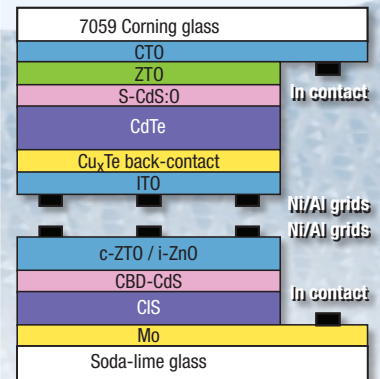 7059 Corning glass
CTO
ZTO
In contact
S-CdS:O
CdTe
CuxTe back-contact
ITO
Ni/Al grids
Ni/Al grids
c-ZTO / i-ZnO
CBD-CdS
In contact
CIS
Mo
Soda-lime glass